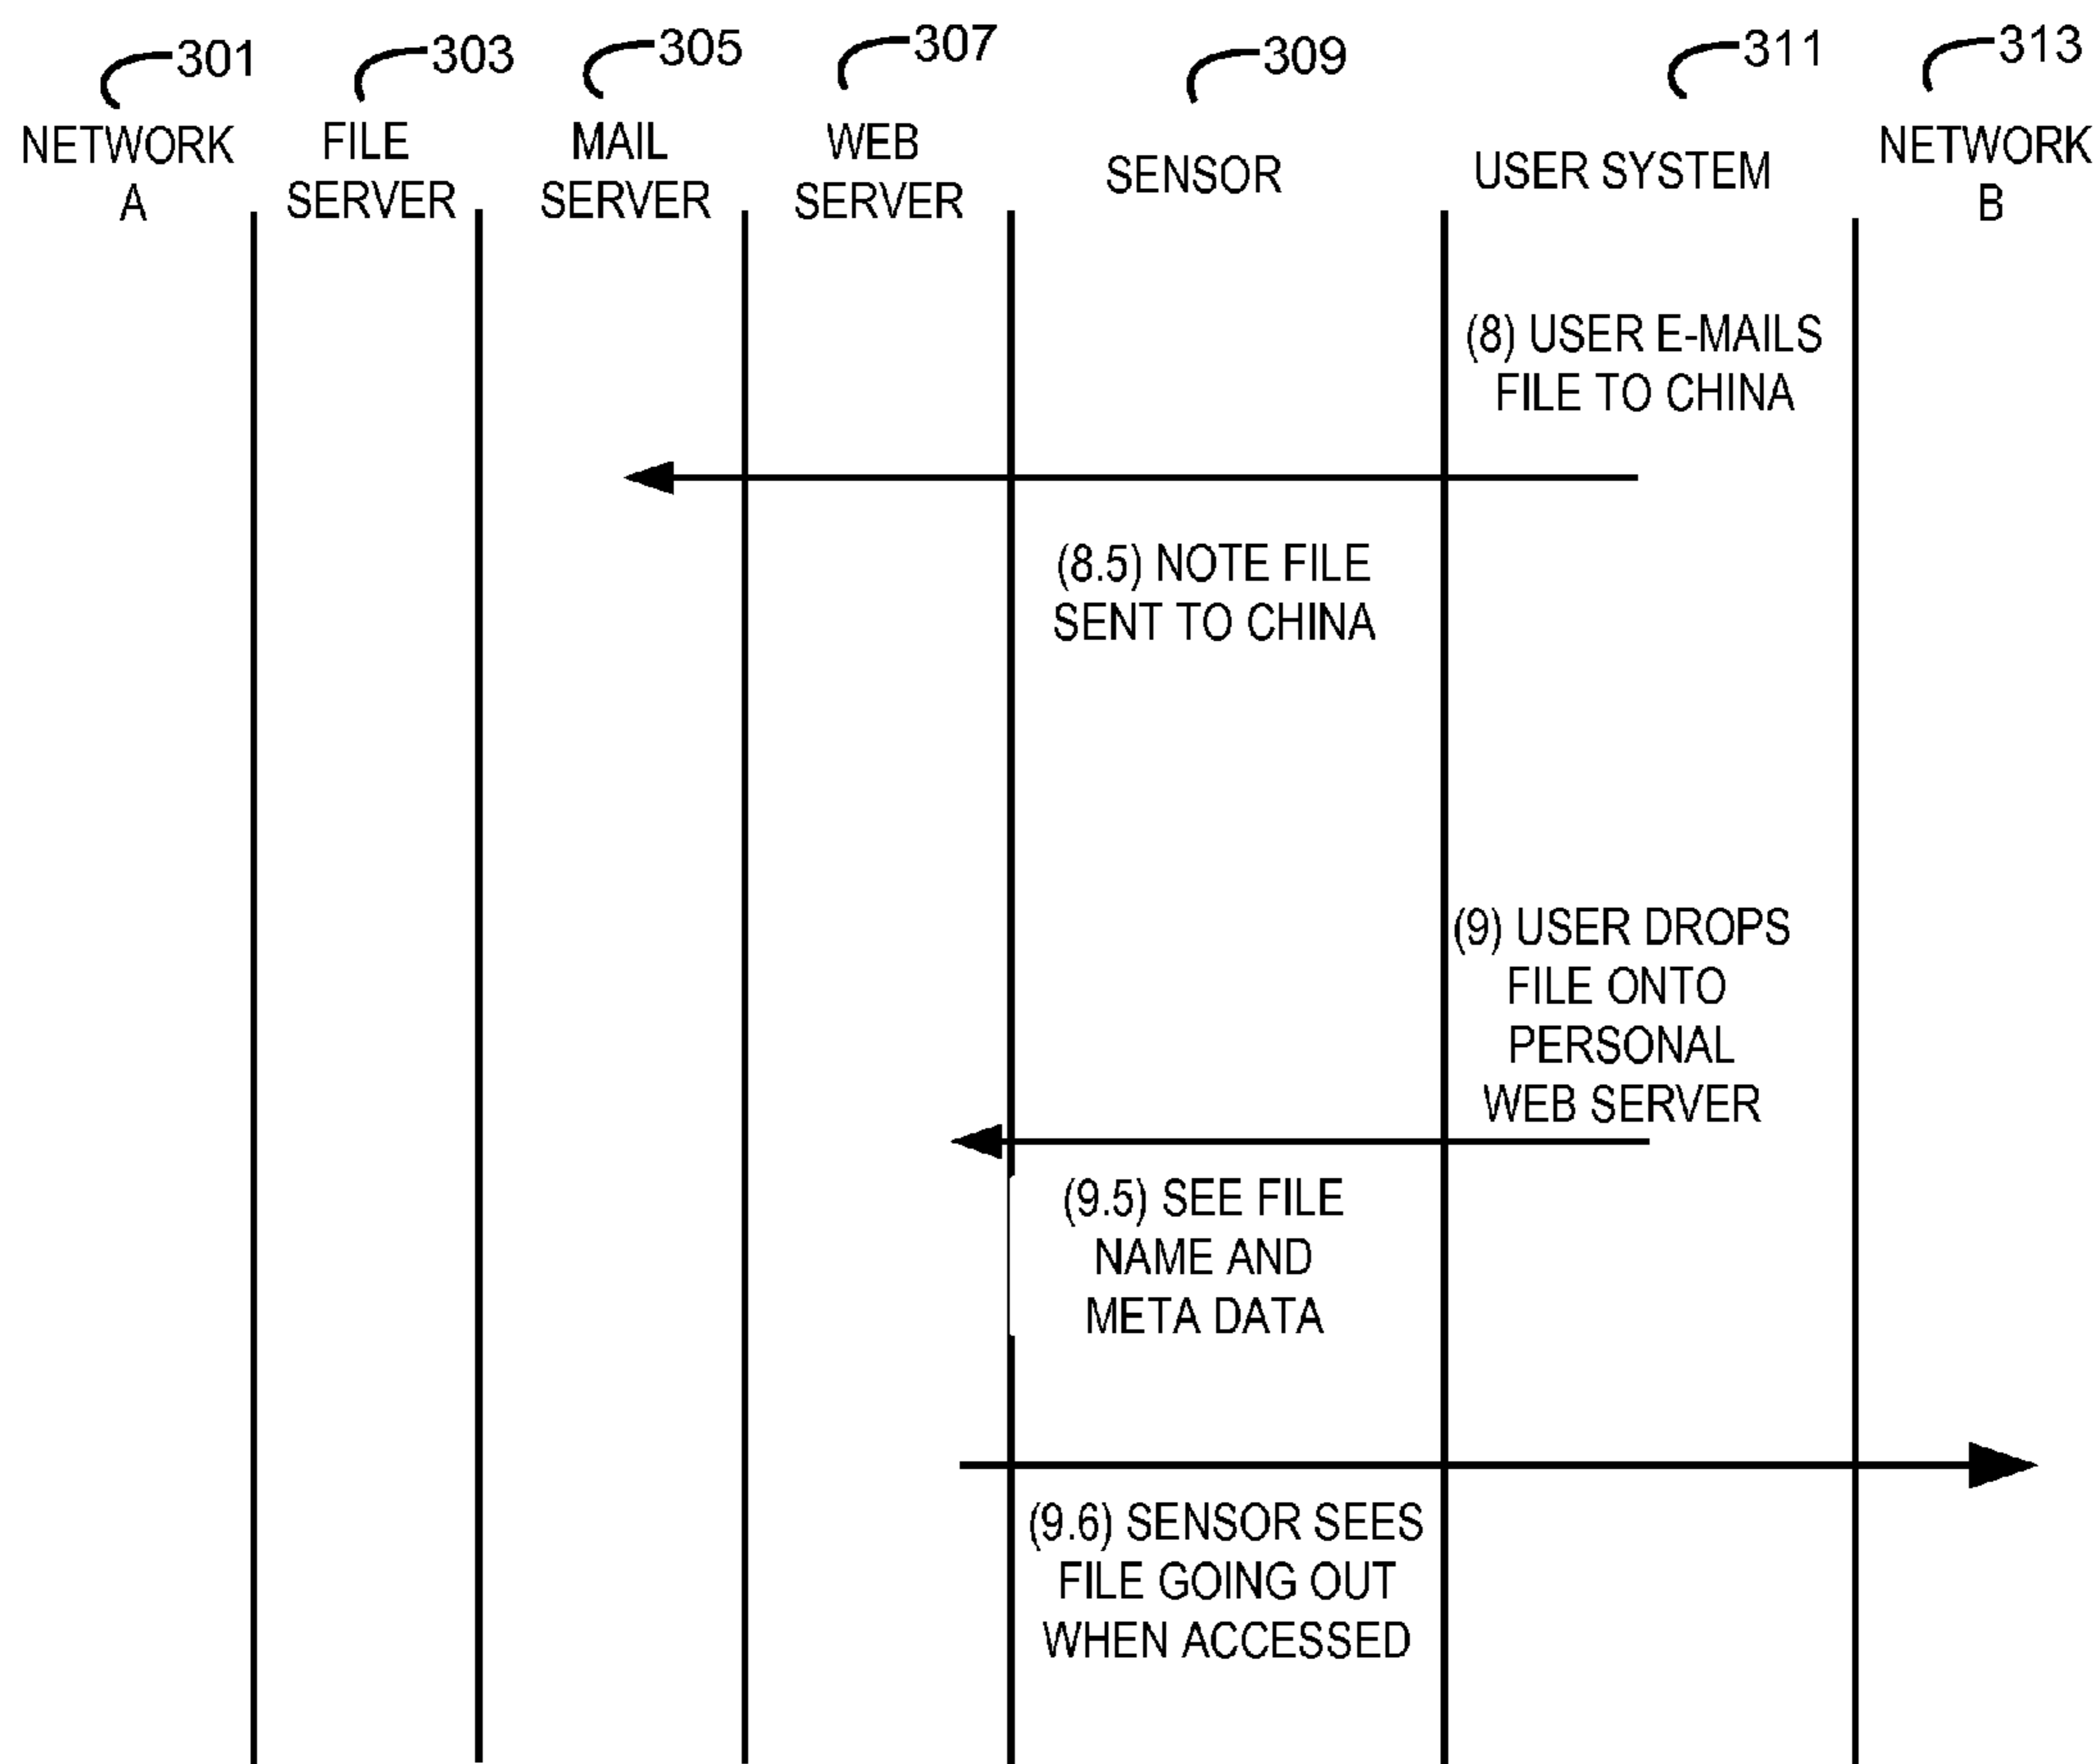 301
303
305
307
309
311
313
NETWORK
A
FILE
SERVER
MAIL
SERVER
WEB
SERVER
SENSOR
USER SYSTEM
NETWORK
B
(8) USER E-MAILS
FILE TO CHINA
(8.5) NOTE FILE
SENT TO CHINA
(9) USER DROPS
FILE ONTO
PERSONAL
WEB SERVER
(9.5) SEE FILE
NAME AND
META DATA
(9.6) SENSOR SEES
FILE GOING OUT
WHEN ACCESSED